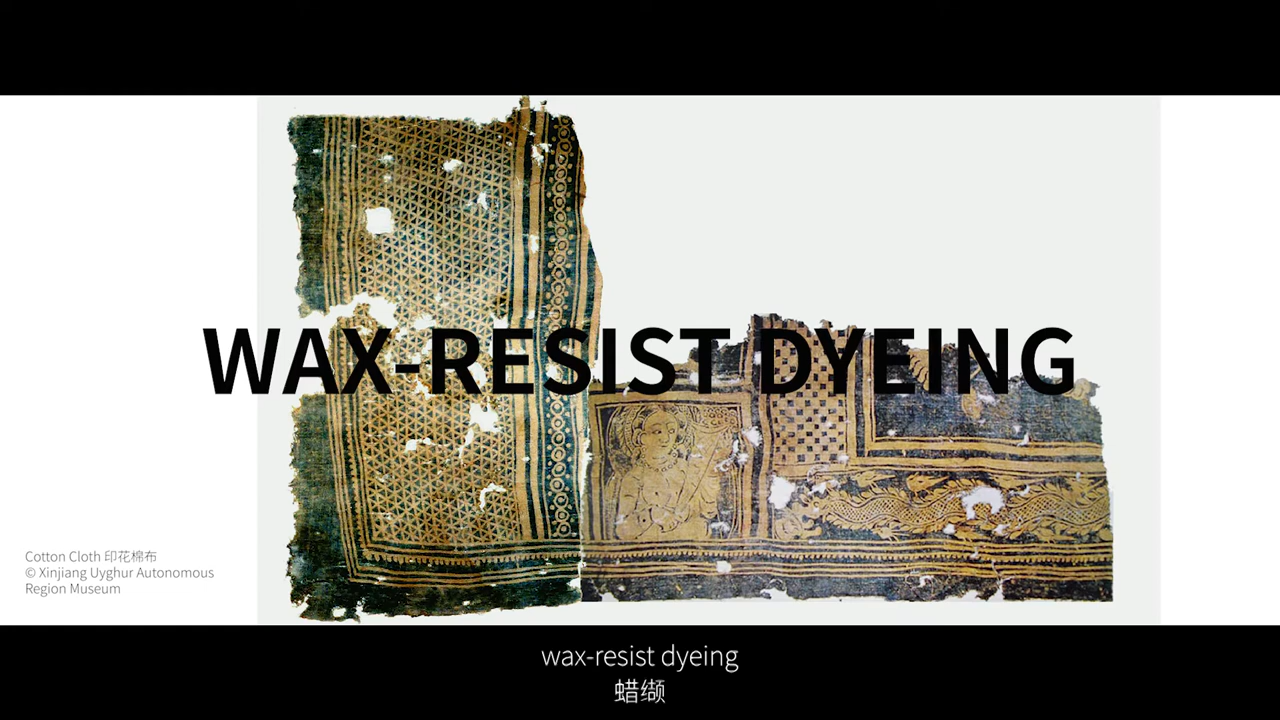 WAX-RESIST DYEING
Cotton Cloth 印花棉布
© Xinjiang Uyghur Autonomous
Region Museum
wax-resist dyeing
蜡缬